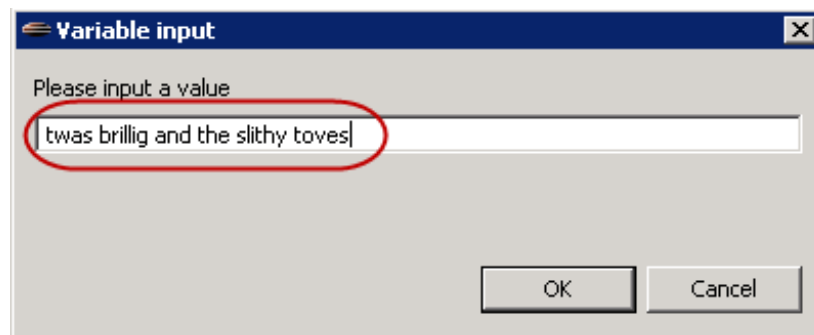 Variable input
Please input a value
twas brillig and the slithy toves
OK Cancel